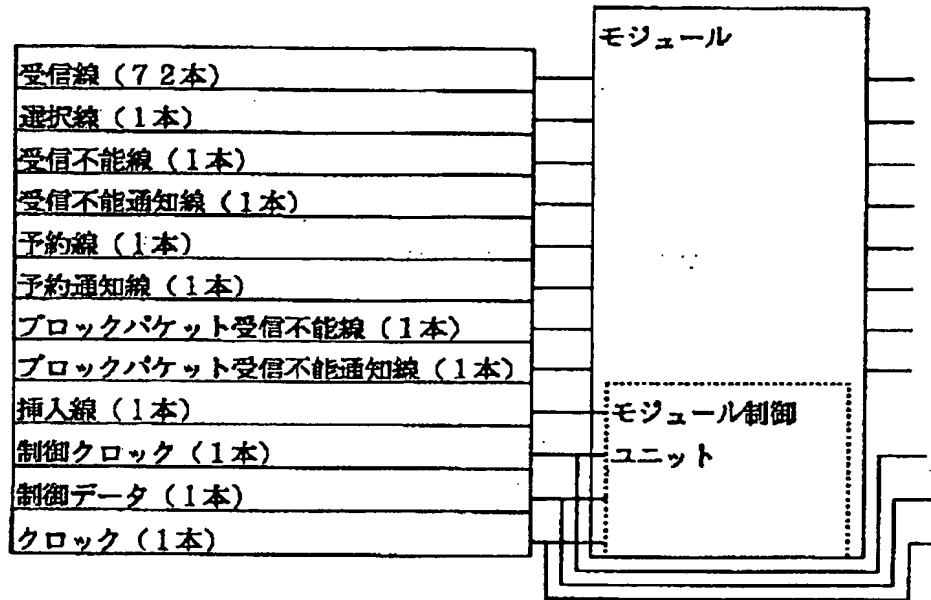 モジュール
受信線（７２本）
選択線（１本）
受信不能線（１本）
受信不能通知線（１本）
予約線（１本）
予約通知線（１本）
ブロックパケット受信不能線（１本）
ブロックパケット受信不能通知線（１本）
挿入線（１本）
モジュール制御
制御クロック（１本）
ユニット
制御データ（１本）
クロック（１本）